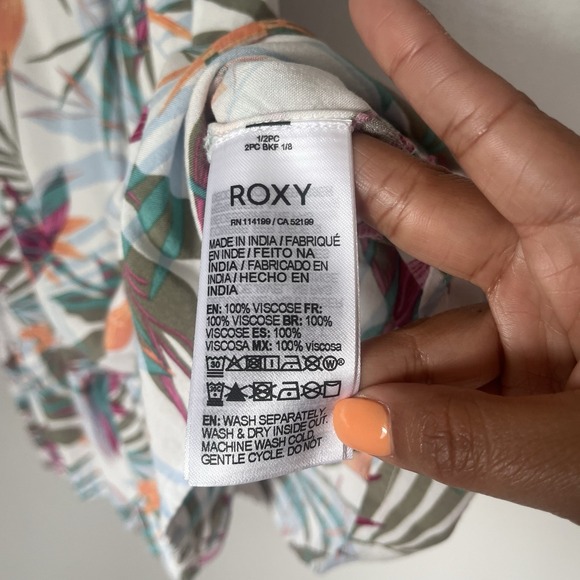 1/2PC
2PC BKF 1/8
ROXY
RN 114199 / CA 52199
MADE IN INDIA / FABRIQUÉ
EN INDE / FEITO NA
ÍNDIA / FABRICADO EN
INDIA / HECHO EN
INDIA
EN: 100% VISCOSE FR:
100% VISCOSE BR: 100%
VISCOSE ES: 100%
VISCOSA MX: 100% viscosa
30 W
EN: WASH SEPARATELY.
WASH & DRY INSIDE OUT.
MACHINE WASH COLD
GENTLE CYCLE. DO NOT